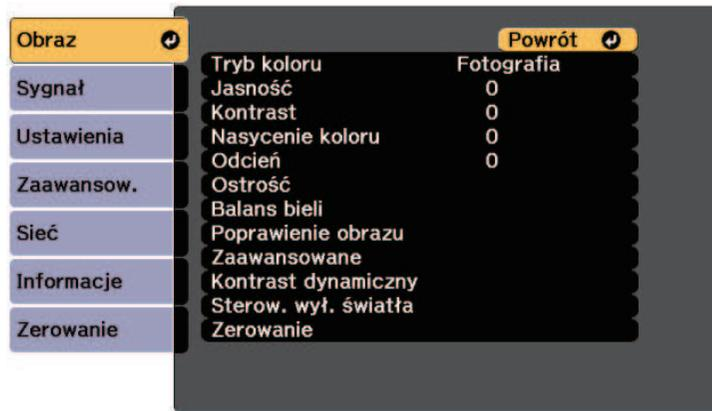 Obraz
Sygnał
Ustawienia
Zaawansow.
Sieć
Informacje
Zerowanie
Powrót
Tryb koloru Fotografia
Jasność 0
Kontrast 0
Nasycenie koloru 0
Odcień 0
Ostrość
Balans bieli
Poprawienie obrazu
Zaawansowane
Kontrast dynamiczny
Sterow. wył. światła
Zerowanie